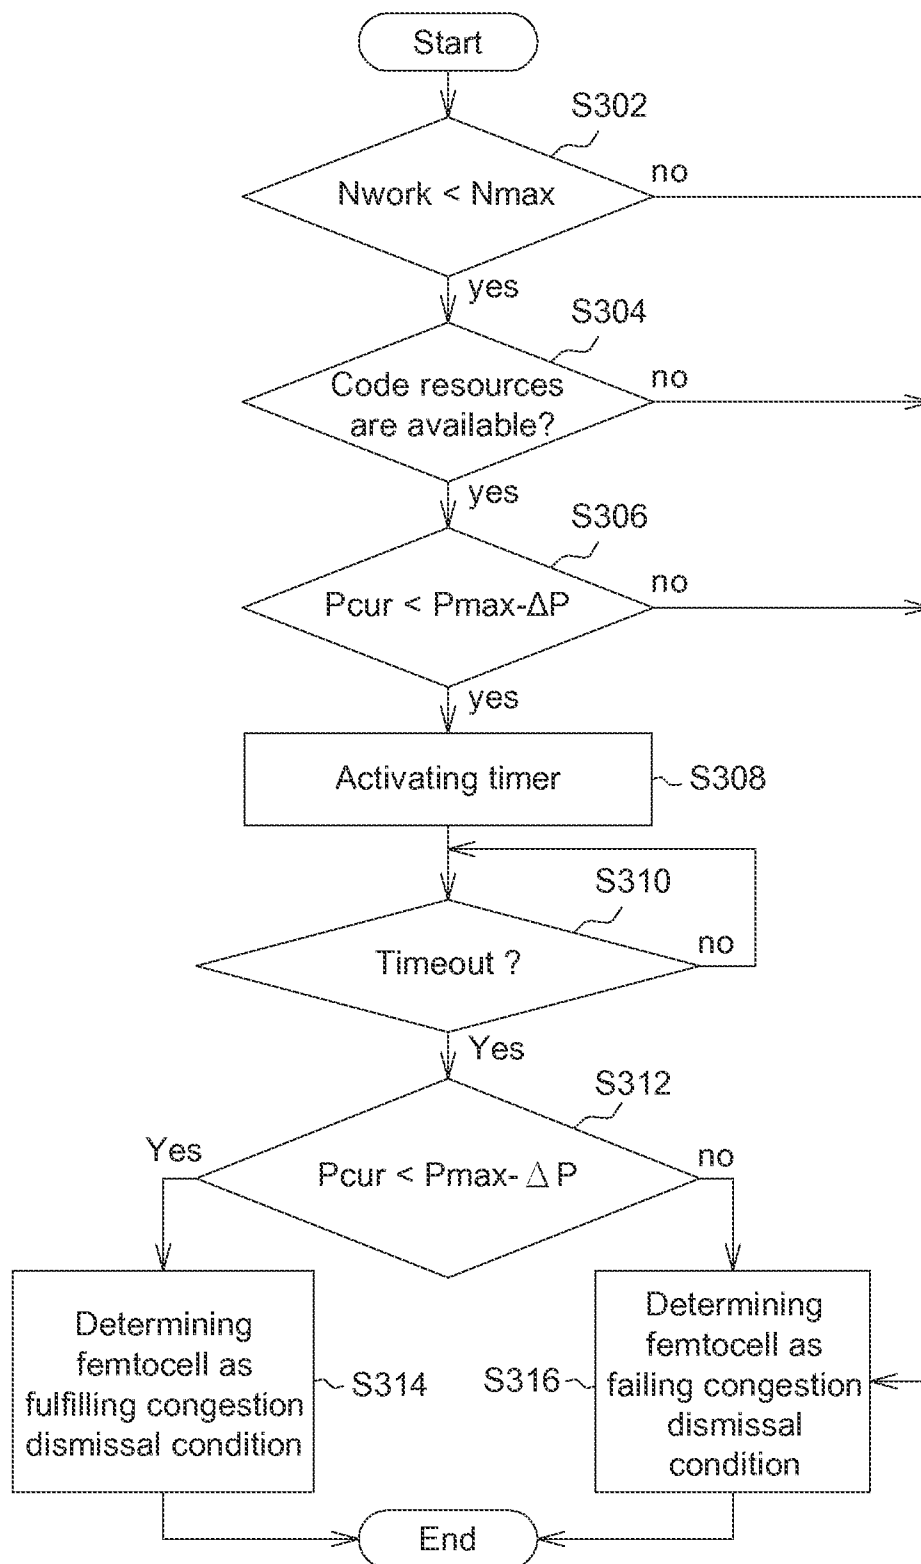 Start
S302
Nwork < Nmax
no
yes
S304
Code resources
are available?
no
yes
S306
Pcur < Pmax-ΔP
no
yes
Activating timer
S308
S310
Timeout ?
no
Yes
S312
Yes
Pcur < Pmax- Δ P
no
Determining
femtocell as
fulfilling congestion
dismissal condition
S314
S316
Determining
femtocell as
failing congestion
dismissal
condition
End